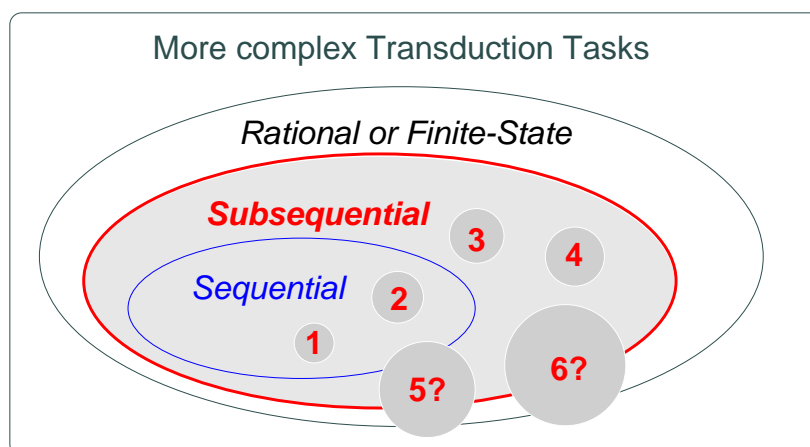 More complex Transduction Tasks
Rational or Finite-State
Subsequential
3
4
Sequential
2
1
5?
6?